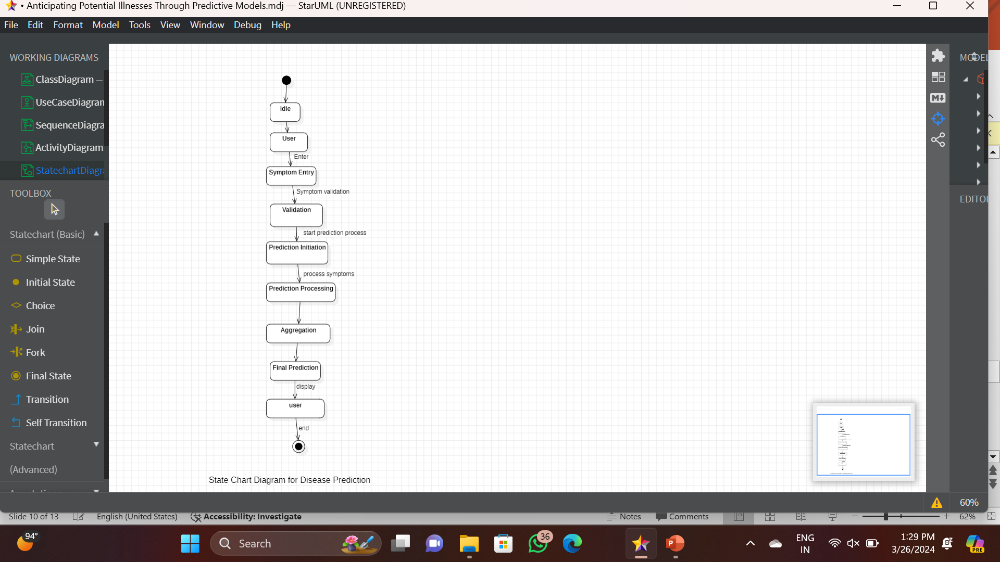 • Anticipating Potential Illnesses Through Predictive Models.mdj — StarUML (UNREGISTERED)
File Edit Format Model Tools View Window Debug Help
WORKING DIAGRAMS
ClassDiagram —
UseCaseDiagran
SequenceDiagra
ActivityDiagram
StatechartDiagra
TOOLBOX
Statechart (Basic)
Simple State
Initial State
Choice
Join
Fork
Final State
Transition
Self Transition
Statechart
(Advanced)
Annotations
idle
User
Enter
Symptom Entry
Symptom validation
Validation
start prediction process
Prediction Initiation
process symptoms
Prediction Processing
Aggregation
Final Prediction
display
user
end
State Chart Diagram for Disease Prediction
MODEL
EDITOR
60%
Slide 10 of 13 English (United States) Accessibility: Investigate Notes Comments 62%
94°
Search
36
P
ENG
IN
1:29 PM
3/26/2024
PRE